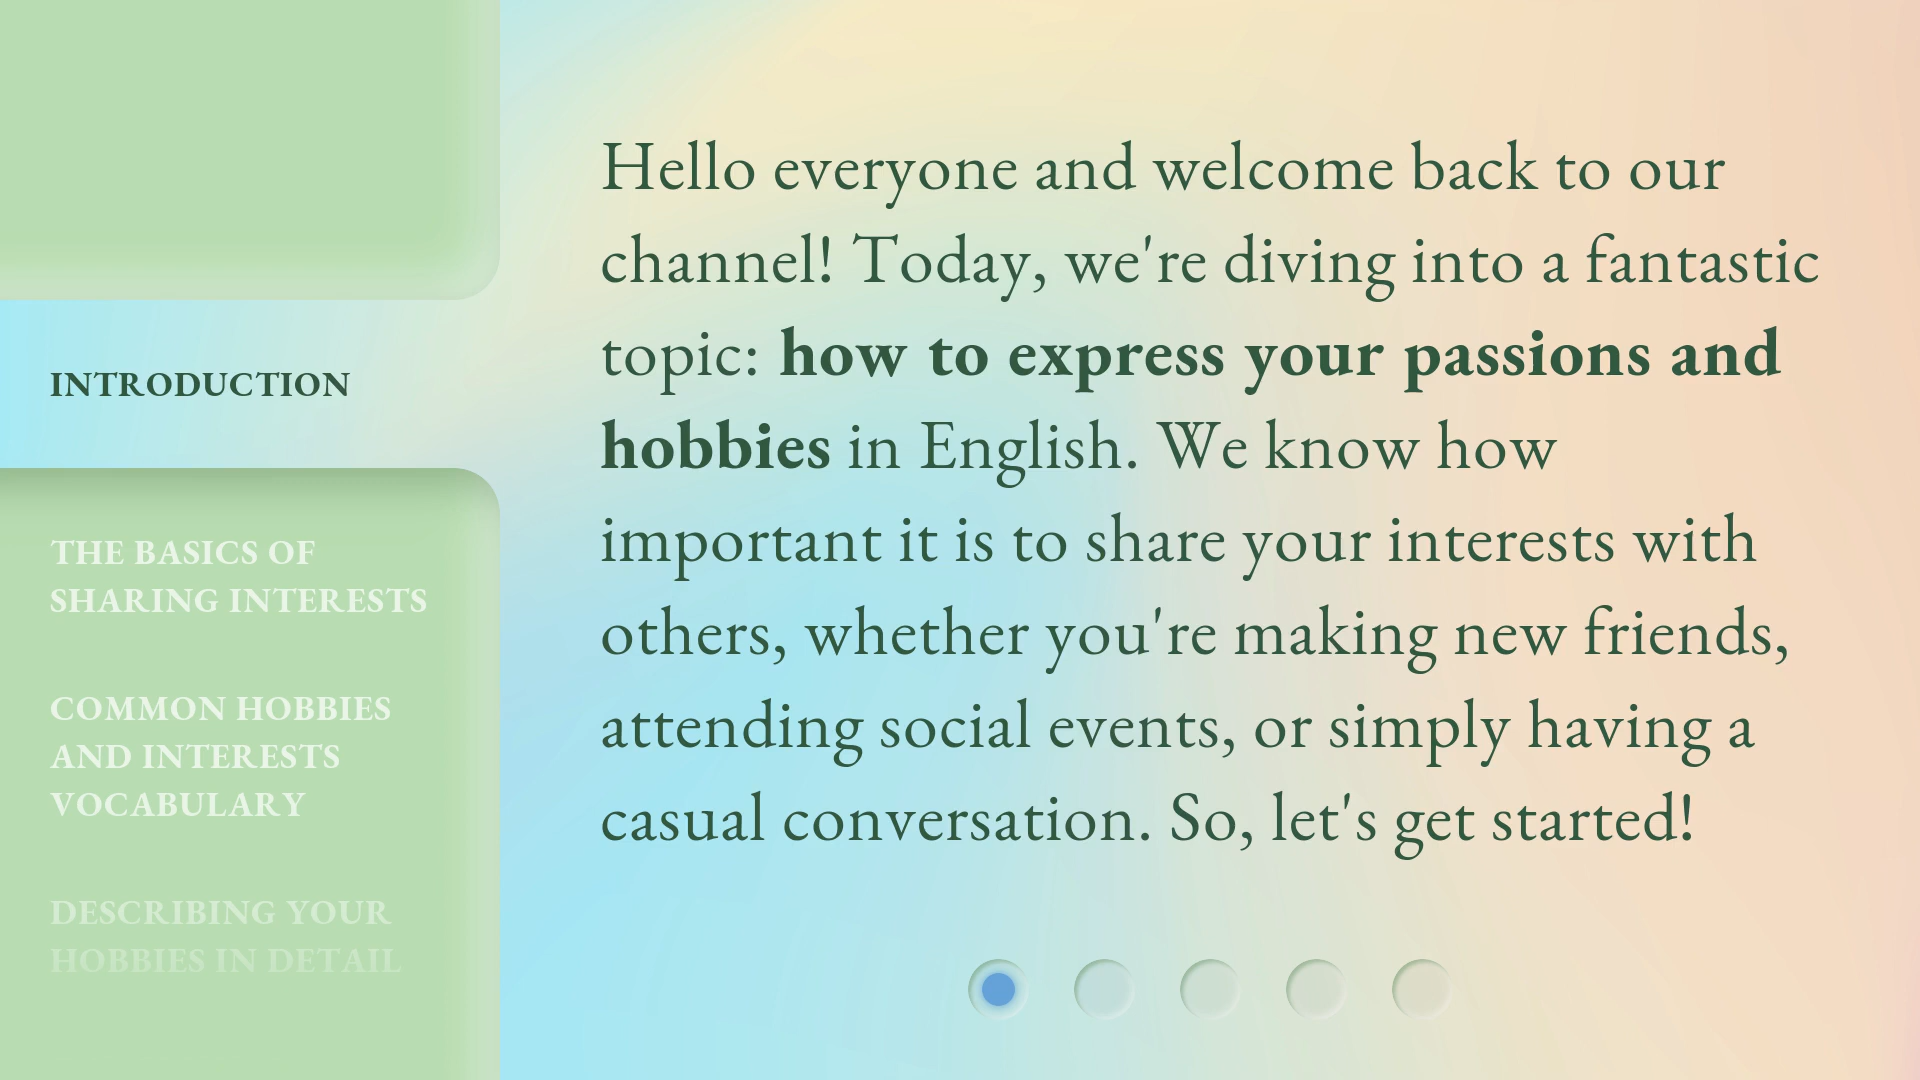 INTRODUCTION
THE BASICS OF
SHARING INTERESTS
COMMON HOBBIES
AND INTERESTS
VOCABULARY
DESCRIBING YOUR
HOBBIES IN DETAIL
Hello everyone and welcome back to our
channel! Today, we're diving into a fantastic
topic: how to express your passions and
hobbies in English. We know how
important it is to share your interests with
others, whether you're making new friends,
attending social events, or simply having a
casual conversation. So, let's get started!